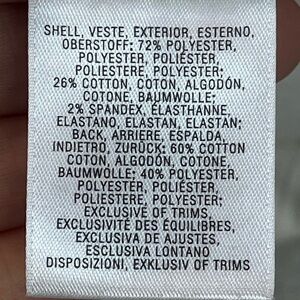 SHELL, VESTE, EXTERIOR, ESTERNO,
OBERSTOFF: 72% POLYESTER,
POLYESTER, POLIÉSTER,
POLIESTERE, POLYESTER;
26% COTTON, COTON, ALGODÓN,
COTONE, BAUMWOLLE;
2% SPANDEX, ÉLASTHANNE,
ELASTANO, ELASTAN, ELASTAN;
BACK, ARRIERE, ESPALDA,
INDIETRO, ZURÜCK: 60% COTTON
COTON, ALGODÓN, COTONE,
BAUMWOLLE; 40% POLYESTER,
POLYESTER, POLIÉSTER,
POLIESTERE, POLYESTER;
EXCLUSIVE OF TRIMS,
EXCLUSIVITÉ DES ÉQUILIBRES,
EXCLUSIVA DE AJUSTES,
ESCLUSIVA LONTANO
DISPOSIZIONI, EXKLUSIV OF TRIMS